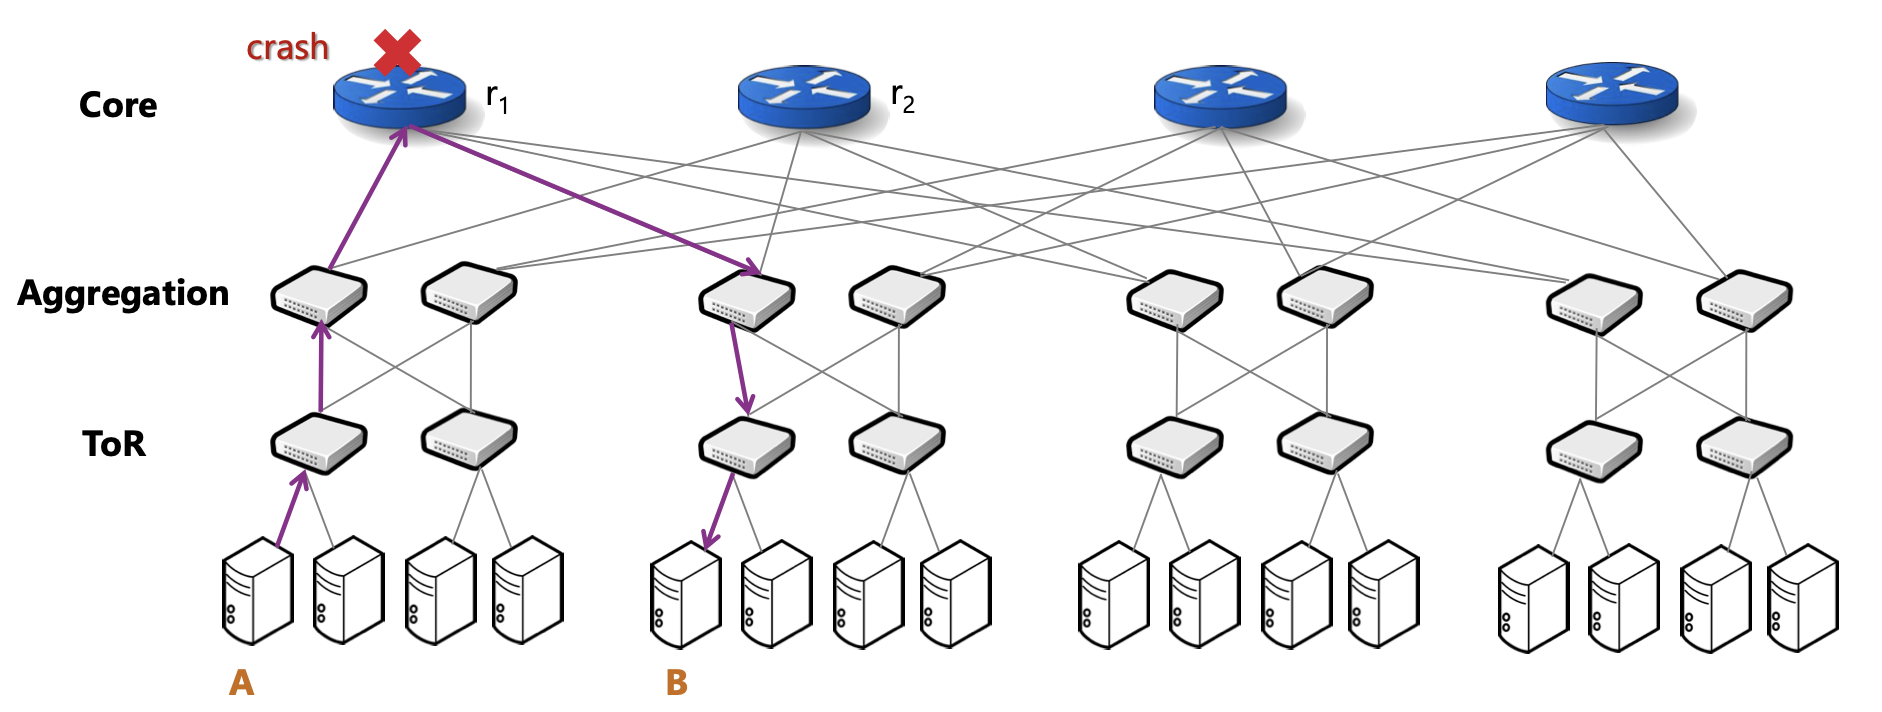 crash
r1
r2
Core
Aggregation
ToR
A
B